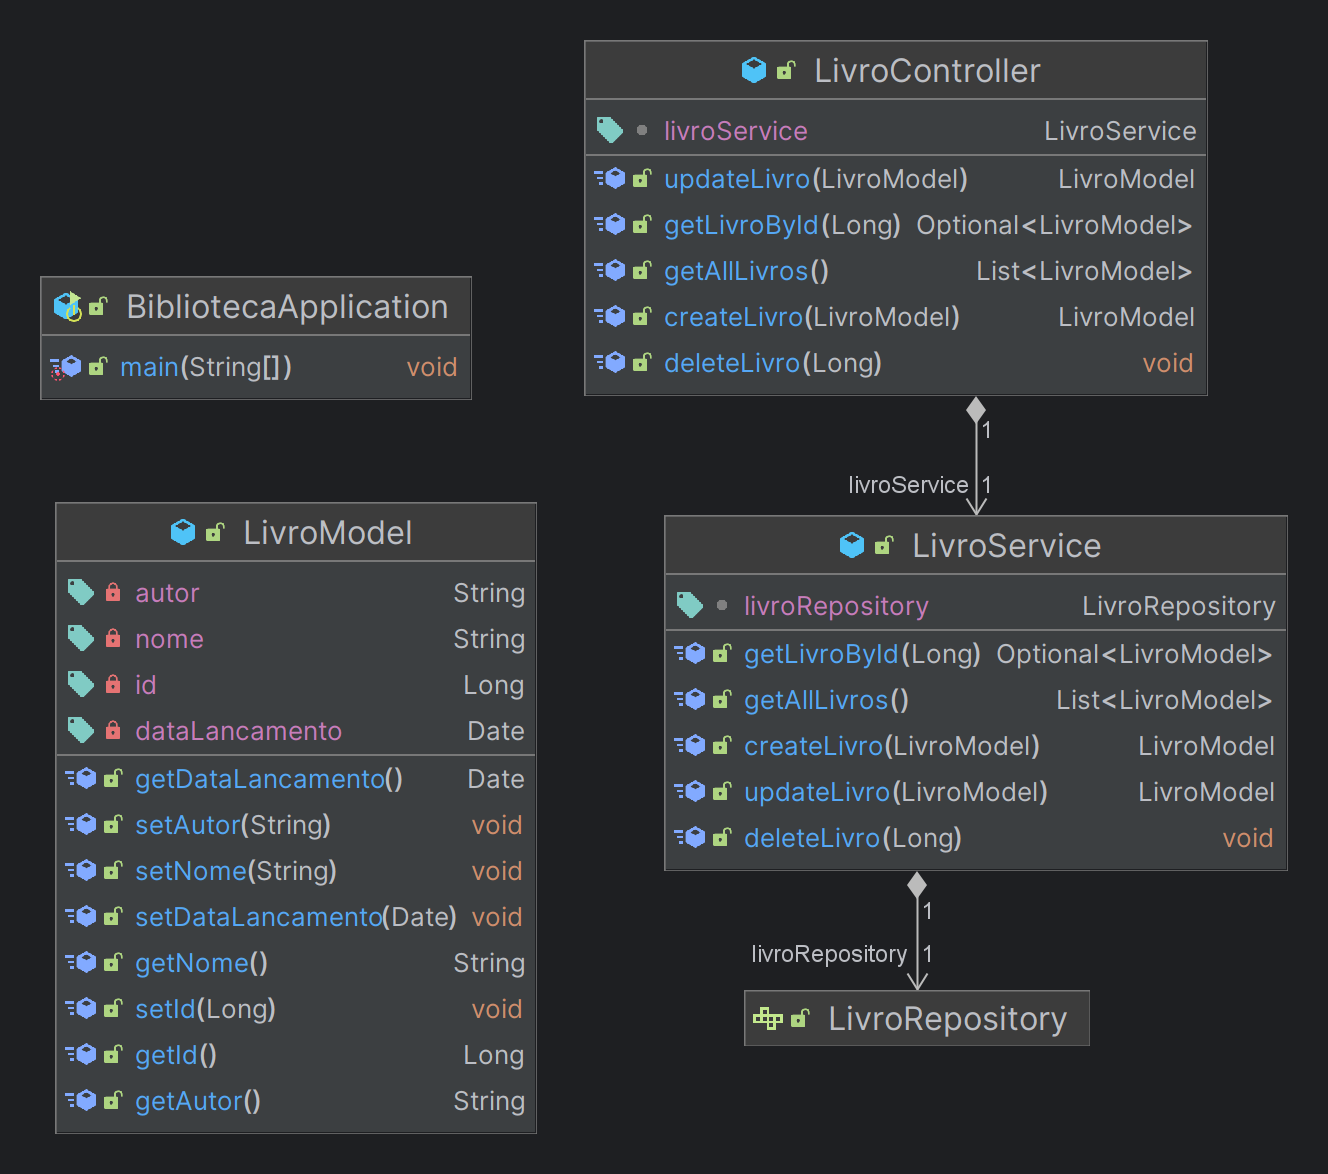 LivroController
livroService LivroService
updateLivro(LivroModel) LivroModel
getLivroById(Long) Optional<LivroModel>
getAllLivros() List<LivroModel>
createLivro(LivroModel) LivroModel
deleteLivro(Long) void
BibliotecaApplication
main(String[]) void
1
livroService 1
LivroModel
autor String
nome String
id Long
dataLancamento Date
getDataLancamento() Date
setAutor(String) void
setNome(String) void
setDataLancamento(Date) void
getNome() String
setId(Long) void
getId() Long
getAutor() String
LivroService
livroRepository LivroRepository
getLivroById(Long) Optional<LivroModel>
getAllLivros() List<LivroModel>
createLivro(LivroModel) LivroModel
updateLivro(LivroModel) LivroModel
deleteLivro(Long) void
1
livroRepository 1
LivroRepository